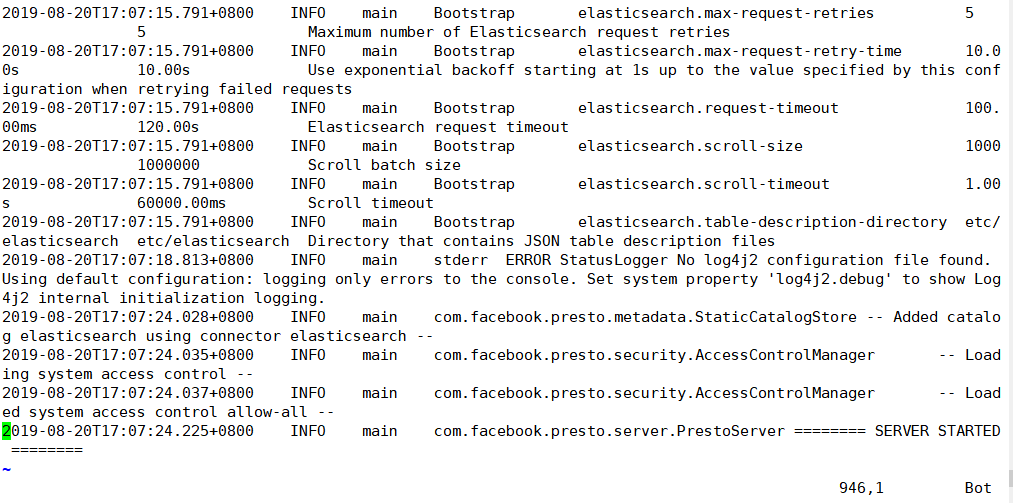 2019-08-20T17:07:15.791+0800    INFO    main    Bootstrap       elasticsearch.max-request-retries          5
               5                  Maximum number of Elasticsearch request retries
2019-08-20T17:07:15.791+0800    INFO    main    Bootstrap       elasticsearch.max-request-retry-time       10.0
0s             10.00s             Use exponential backoff starting at 1s up to the value specified by this conf
iguration when retrying failed requests
2019-08-20T17:07:15.791+0800    INFO    main    Bootstrap       elasticsearch.request-timeout              100.
00ms           120.00s            Elasticsearch request timeout
2019-08-20T17:07:15.791+0800    INFO    main    Bootstrap       elasticsearch.scroll-size                  1000
               1000000            Scroll batch size
2019-08-20T17:07:15.791+0800    INFO    main    Bootstrap       elasticsearch.scroll-timeout               1.00
s              60000.00ms         Scroll timeout
2019-08-20T17:07:15.791+0800    INFO    main    Bootstrap       elasticsearch.table-description-directory  etc/
elasticsearch  etc/elasticsearch  Directory that contains JSON table description files
2019-08-20T17:07:18.813+0800    INFO    main    stderr  ERROR StatusLogger No log4j2 configuration file found.
Using default configuration: logging only errors to the console. Set system property 'log4j2.debug' to show Log
4j2 internal initialization logging.
2019-08-20T17:07:24.028+0800    INFO    main    com.facebook.presto.metadata.StaticCatalogStore -- Added catalo
g elasticsearch using connector elasticsearch --
2019-08-20T17:07:24.035+0800    INFO    main    com.facebook.presto.security.AccessControlManager       -- Load
ing system access control --
2019-08-20T17:07:24.037+0800    INFO    main    com.facebook.presto.security.AccessControlManager       -- Load
ed system access control allow-all --
2019-08-20T17:07:24.225+0800    INFO    main    com.facebook.presto.server.PrestoServer ======== SERVER STARTED
 ========
~
946,1         Bot